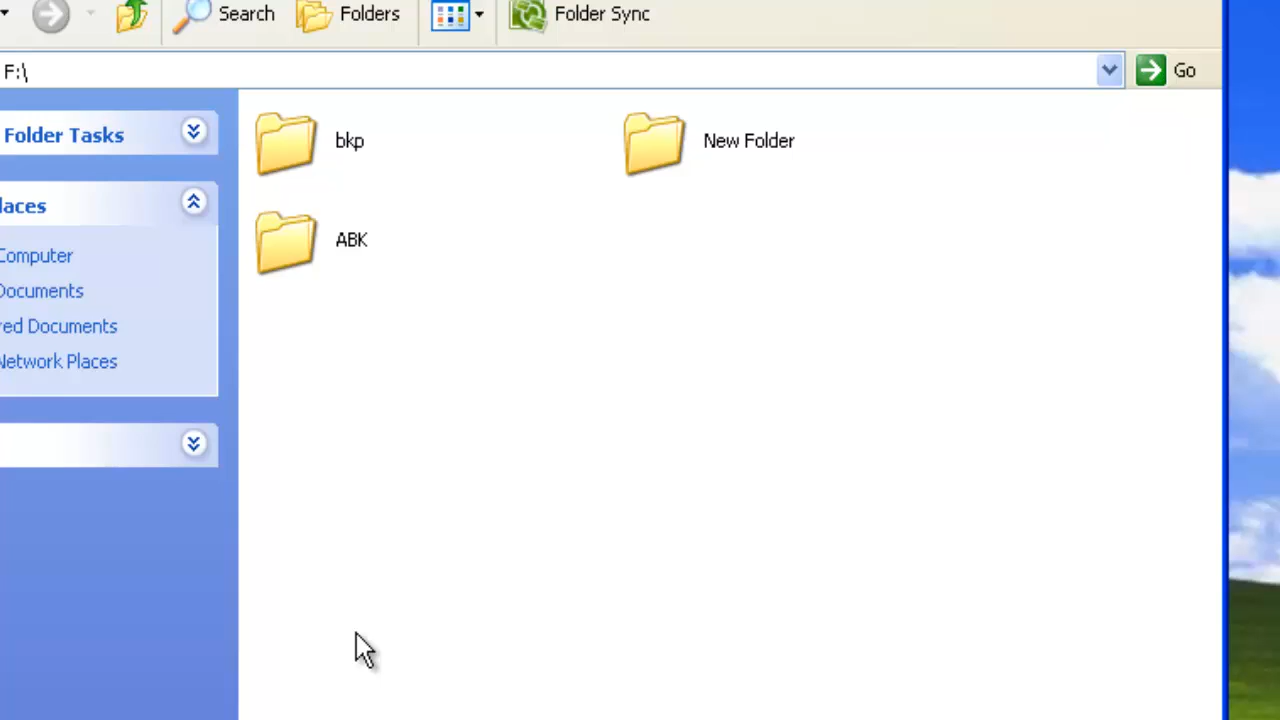 Search Folders Folder Sync
F:\ Go
Folder Tasks
bkp New Folder
laces
ABK
Computer
Documents
red Documents
Network Places